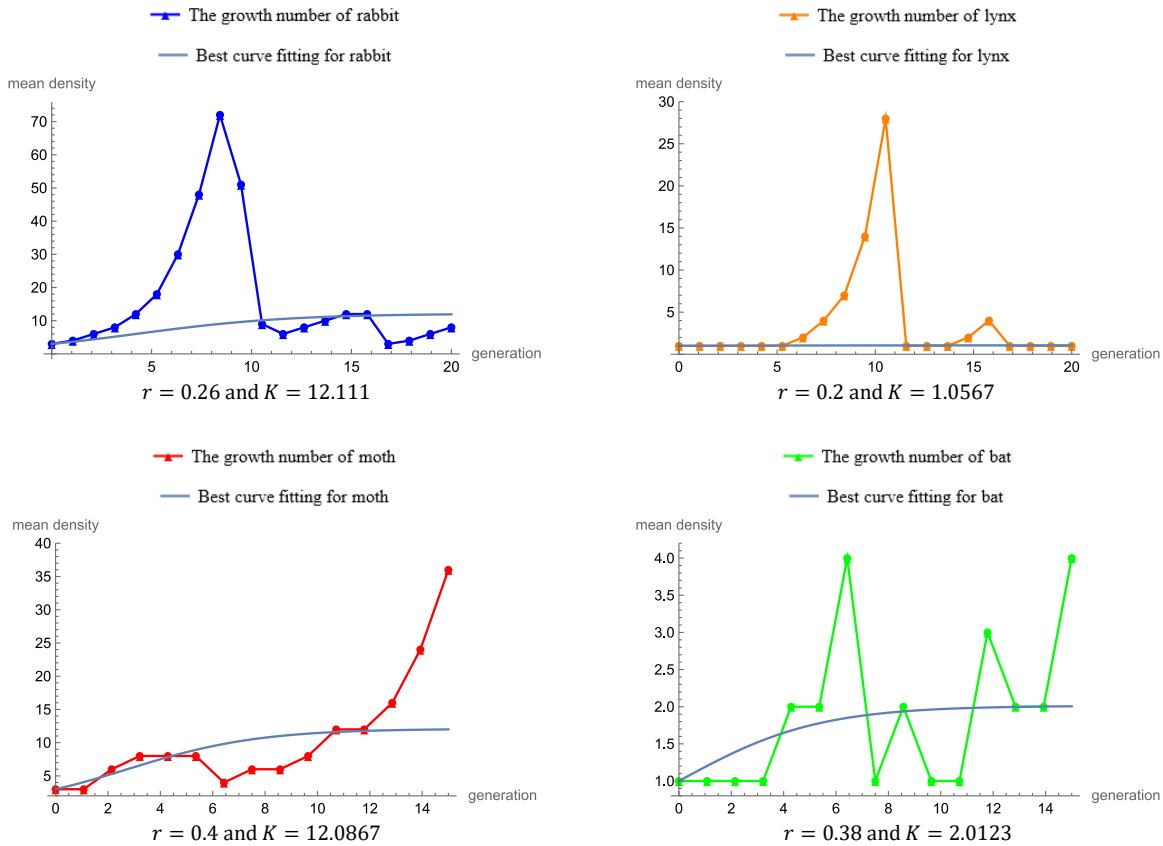 The growth number of rabbit
Best curve fitting for rabbit
mean density
70
60
50
40
30
20
10
5
10
15
20
generation
r = 0.26 and K = 12.111
The growth number of lynx
Best curve fitting for lynx
mean density
30
25
20
15
10
5
0
5
10
15
20
generation
r = 0.2 and K = 1.0567
The growth number of moth
Best curve fitting for moth
mean density
40
35
30
25
20
15
10
5
0
2
4
6
8
10
12
14
generation
r = 0.4 and K = 12.0867
The growth number of bat
Best curve fitting for bat
mean density
4.0
3.5
3.0
2.5
2.0
1.5
1.0
0
2
4
6
8
10
12
14
generation
r = 0.38 and K = 2.0123